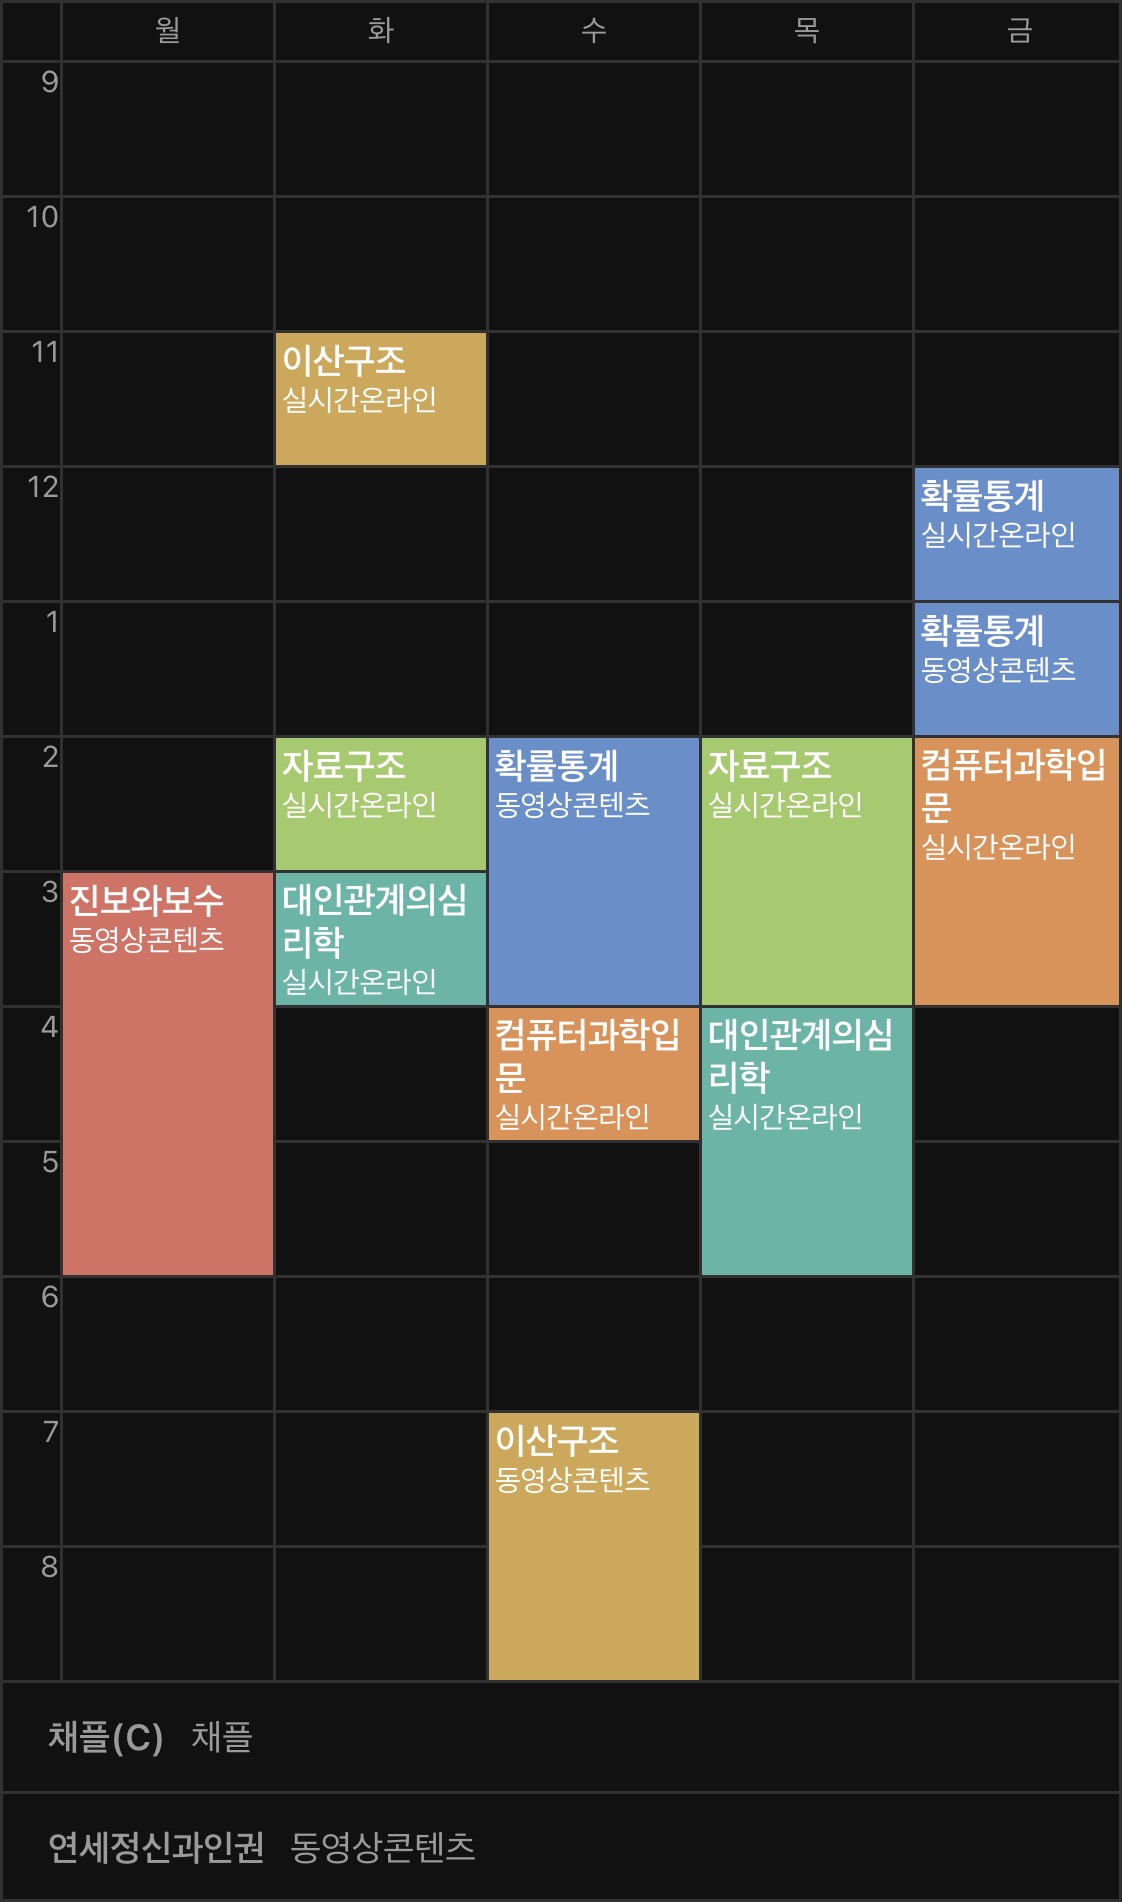 월 화 수 목 금
9
10
11
이산구조
실시간온라인
12
확률통계
실시간온라인
1
확률통계
동영상콘텐츠
2
자료구조
실시간온라인
확률통계
동영상콘텐츠
자료구조
실시간온라인
컴퓨터과학입
문
실시간온라인
3
진보와보수
동영상콘텐츠
대인관계의심
리학
실시간온라인
4
컴퓨터과학입
문
실시간온라인
대인관계의심
리학
실시간온라인
5
6
7
이산구조
동영상콘텐츠
8
채플(C) 채플
연세정신과인권 동영상콘텐츠